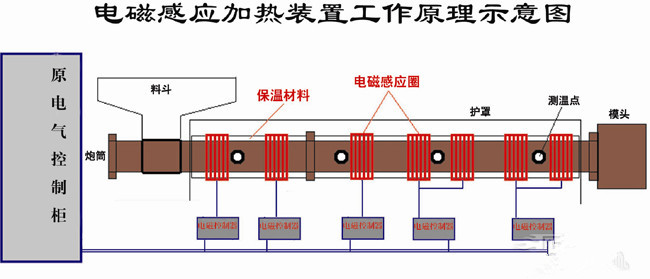 电磁感应加热装置工作原理示意图
原电气控制柜
料斗
保温材料
电磁感应圈
护罩
测温点
模头
炮筒
电磁控制器
电磁控制器
电磁控制器
电磁控制器
电磁控制器